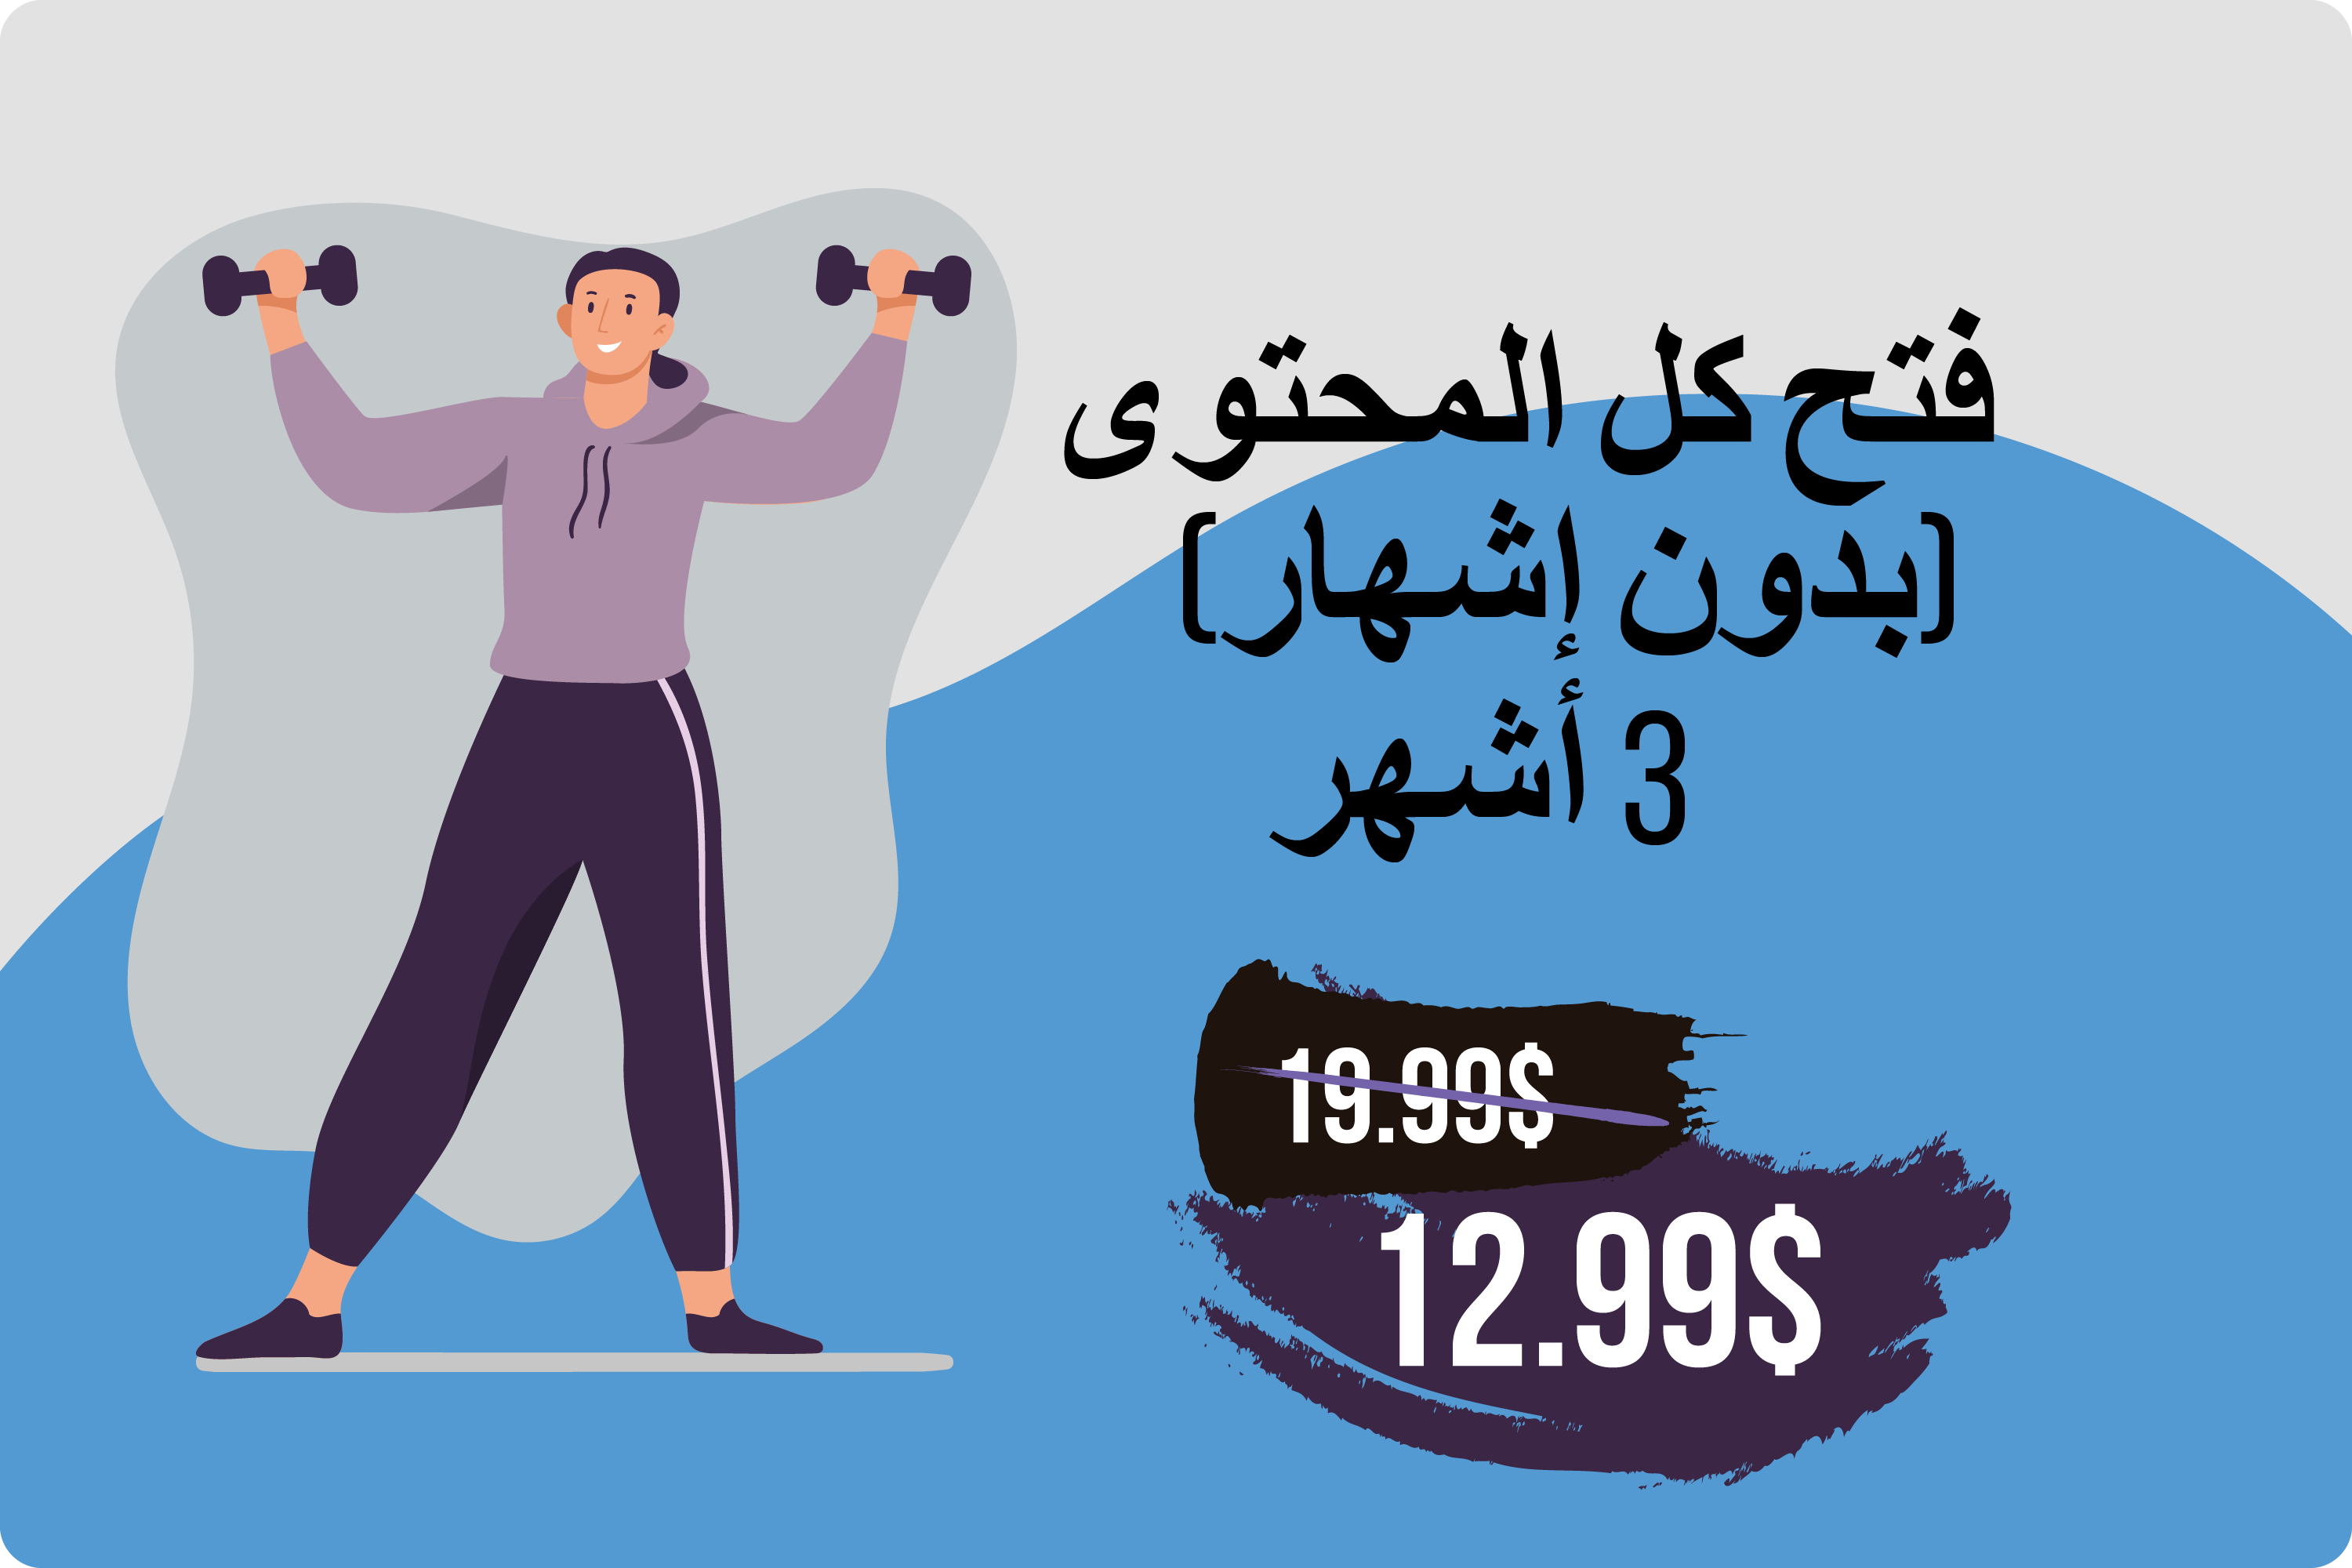 فتح كل المحتوى
(بدون إشهار)
3 أشهر
19.99$
12.99$